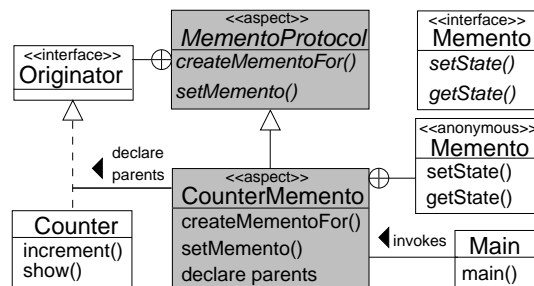 <<aspect>>
MementoProtocol
createMementoFor()
setMemento()
<<interface>>
Originator
<<interface>>
Memento
setState()
getState()
declare
parents
<<anonymous>>
Memento
setState()
getState()
<<aspect>>
CounterMemento
createMementoFor()
setMemento()
declare parents
Counter
increment()
show()
invokes
Main
main()